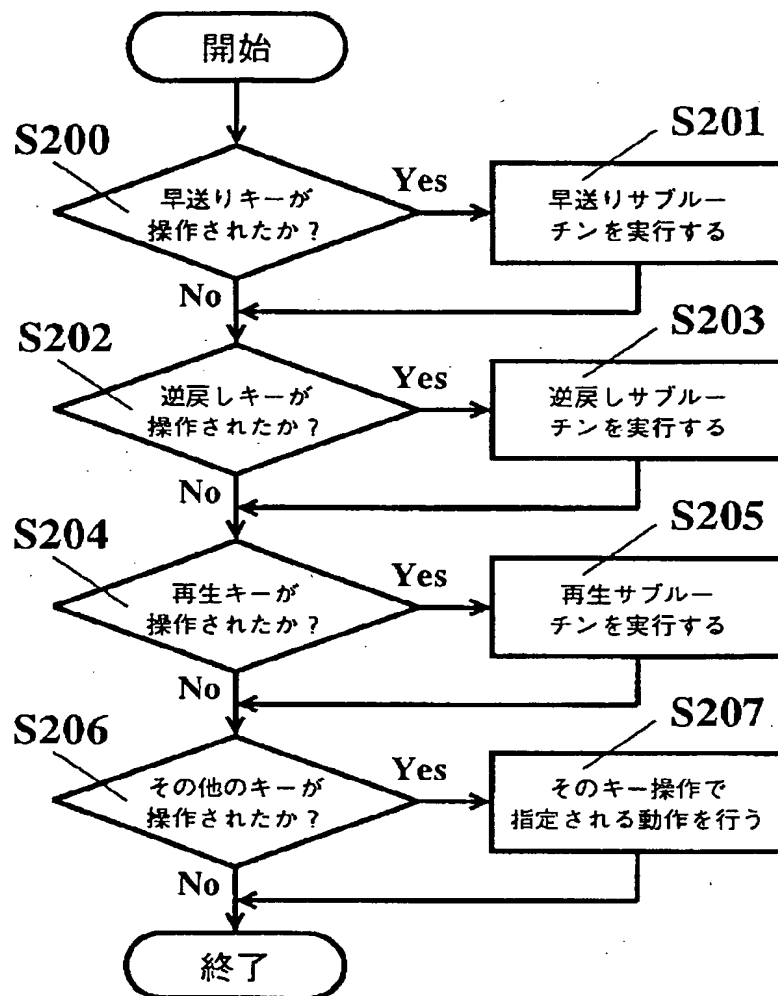 開始
S200
S201
早送りキーが
操作されたか？
Yes
早送りサブルー
チンを実行する
No
S202
S203
逆戻しキーが
操作されたか？
Yes
逆戻しサブルー
チンを実行する
No
S204
S205
再生キーが
操作されたか？
Yes
再生サブルー
チンを実行する
No
S206
S207
その他のキーが
操作されたか？
Yes
そのキー操作で
指定される動作を行う
No
終了